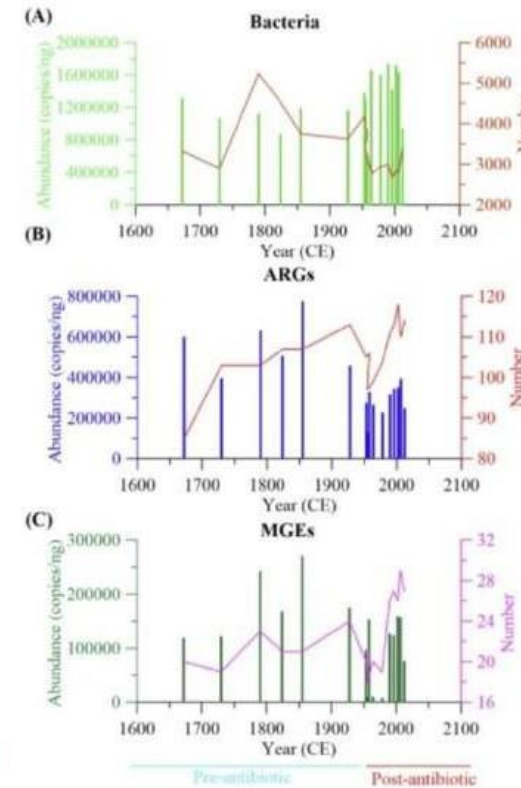 (A)
Bacteria
Abundance (copies/ng)
2000000
1600000
1200000
800000
400000
0
6000
5000
4000
3000
2000
1600 1700 1800 1900 2000 2100
Year (CE)
(B)
ARGs
Abundance (copies/ng)
800000
600000
400000
200000
0
120
110
100
90
80
Number
1600 1700 1800 1900 2000 2100
Year (CE)
(C)
MGEs
Abundance (copies/ng)
300000
200000
100000
0
32
28
24
20
16
Number
1600 1700 1800 1900 2000 2100
Year (CE)
Pre-antibiotic Post-antibiotic